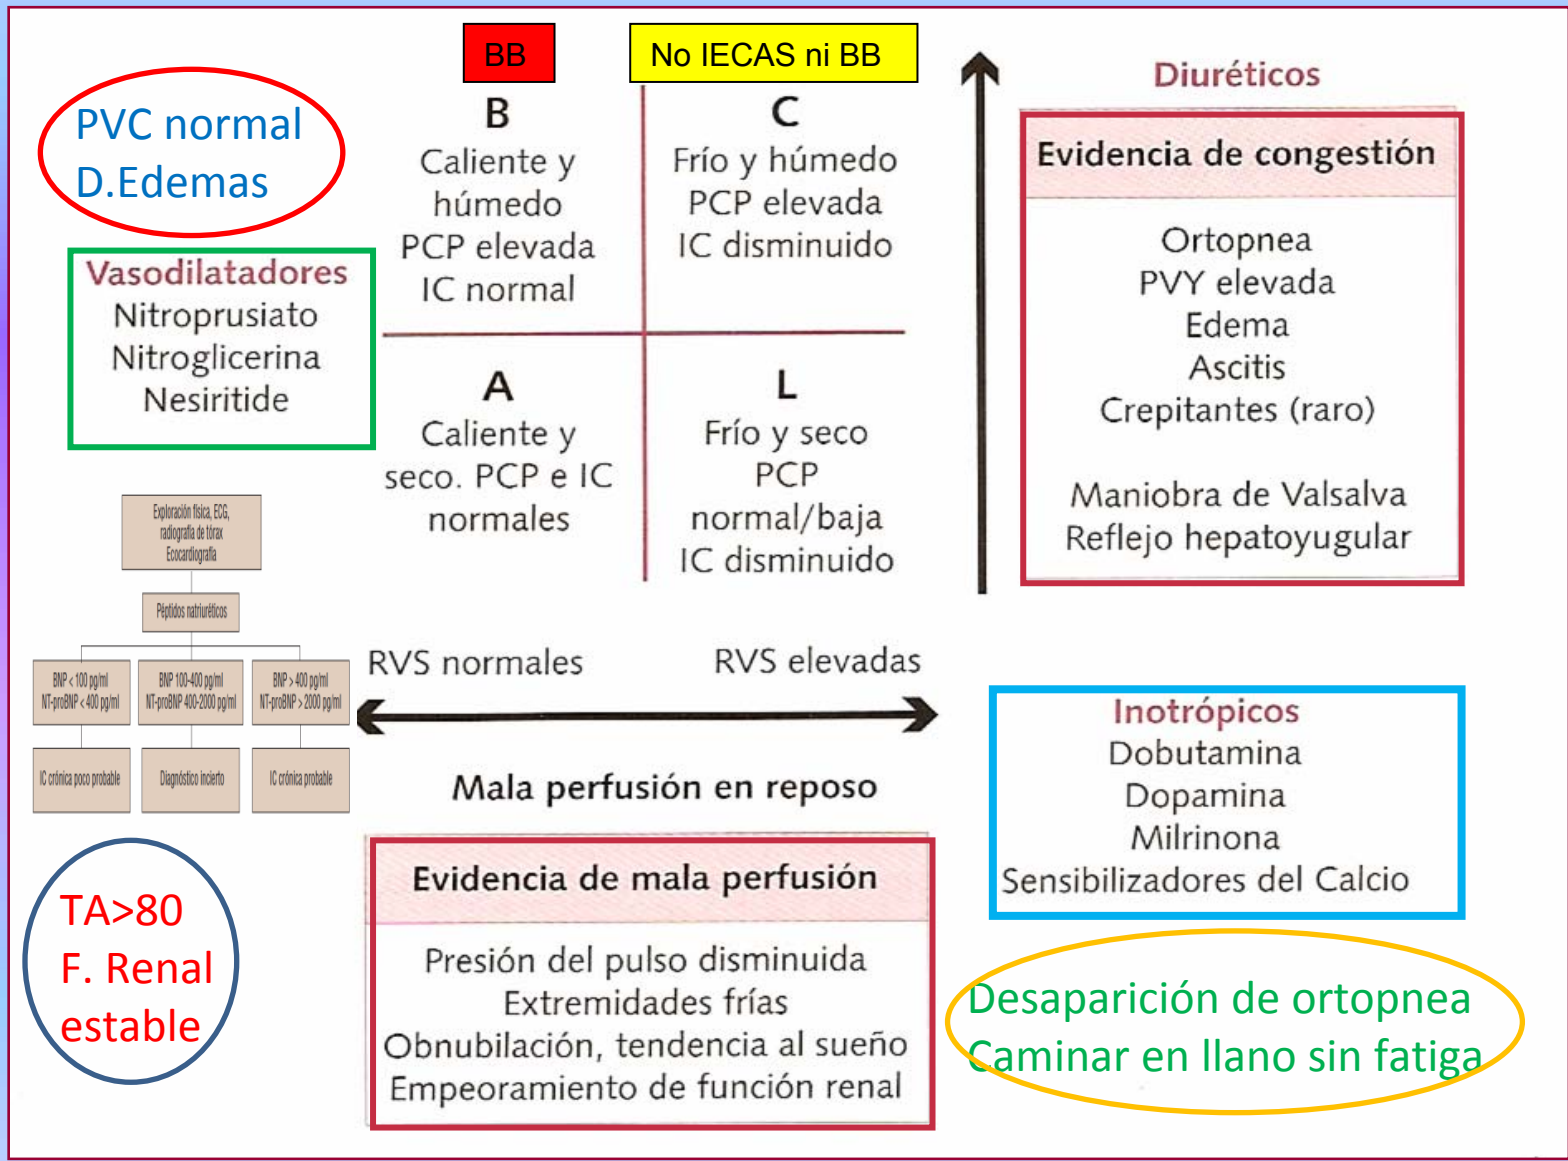 BB
No IECAS ni BB
PVC normal
D.Edemas
Vasodilatadores
Nitroprusiato
Nitroglicerina
Nesiritide
B
Caliente y
húmedo
PCP elevada
IC normal
C
Frío y húmedo
PCP elevada
IC disminuido
A
Caliente y
seco. PCP e IC
normales
L
Frío y seco
PCP
normal/baja
IC disminuido
Diuréticos
Evidencia de congestión
Ortopnea
PVY elevada
Edema
Ascitis
Crepitantes (raro)
Maniobra de Valsalva
Reflejo hepatoyugular
Exploración física, ECG,
radiografía de tórax
Ecocardiografía
Péptidos natriuréticos
BNP < 100 pg/ml
NT-proBNP < 400 pg/ml
BNP 100-400 pg/ml
NT-proBNP 400-2000 pg/ml
BNP > 400 pg/ml
NT-proBNP > 2000 pg/ml
IC crónica poco probable
Diagnóstico incierto
IC crónica probable
RVS normales
RVS elevadas
Mala perfusión en reposo
Evidencia de mala perfusión
Presión del pulso disminuida
Extremidades frías
Obnubilación, tendencia al sueño
Empeoramiento de función renal
Inotrópicos
Dobutamina
Dopamina
Milrinona
Sensibilizadores del Calcio
TA>80
F. Renal
estable
Desaparición de ortopnea
Caminar en llano sin fatiga